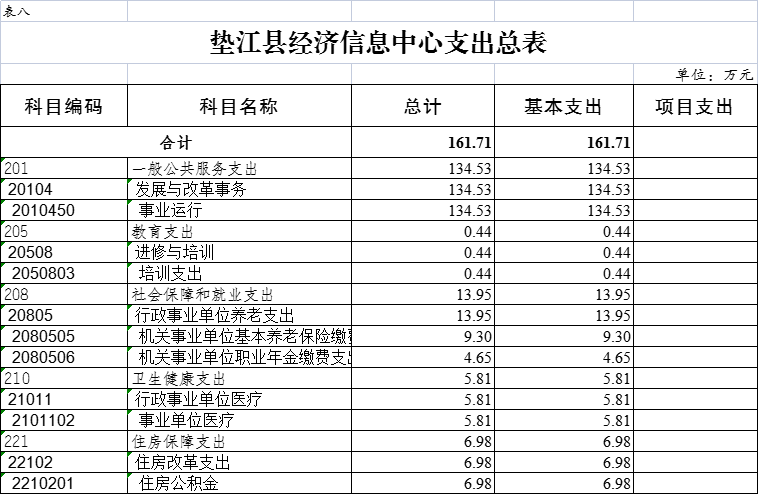 表八
垫江县经济信息中心支出总表
单位：万元
科目编码 科目名称 总计 基本支出 项目支出
合计 161.71 161.71
201 一般公共服务支出 134.53 134.53
20104 发展与改革事务 134.53 134.53
2010450 事业运行 134.53 134.53
205 教育支出 0.44 0.44
20508 进修与培训 0.44 0.44
2050803 培训支出 0.44 0.44
208 社会保障和就业支出 13.95 13.95
20805 行政事业单位养老支出 13.95 13.95
2080505 机关事业单位基本养老保险缴 9.30 9.30
2080506 机关事业单位职业年金缴费支 4.65 4.65
210 卫生健康支出 5.81 5.81
21011 行政事业单位医疗 5.81 5.81
2101102 事业单位医疗 5.81 5.81
221 住房保障支出 6.98 6.98
22102 住房改革支出 6.98 6.98
2210201 住房公积金 6.98 6.98